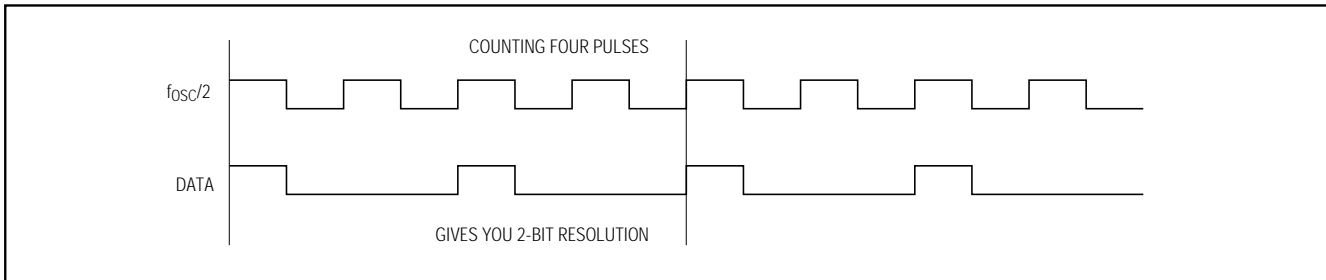 COUNTING FOUR PULSES
fOSC/2
DATA
GIVES YOU 2-BIT RESOLUTION